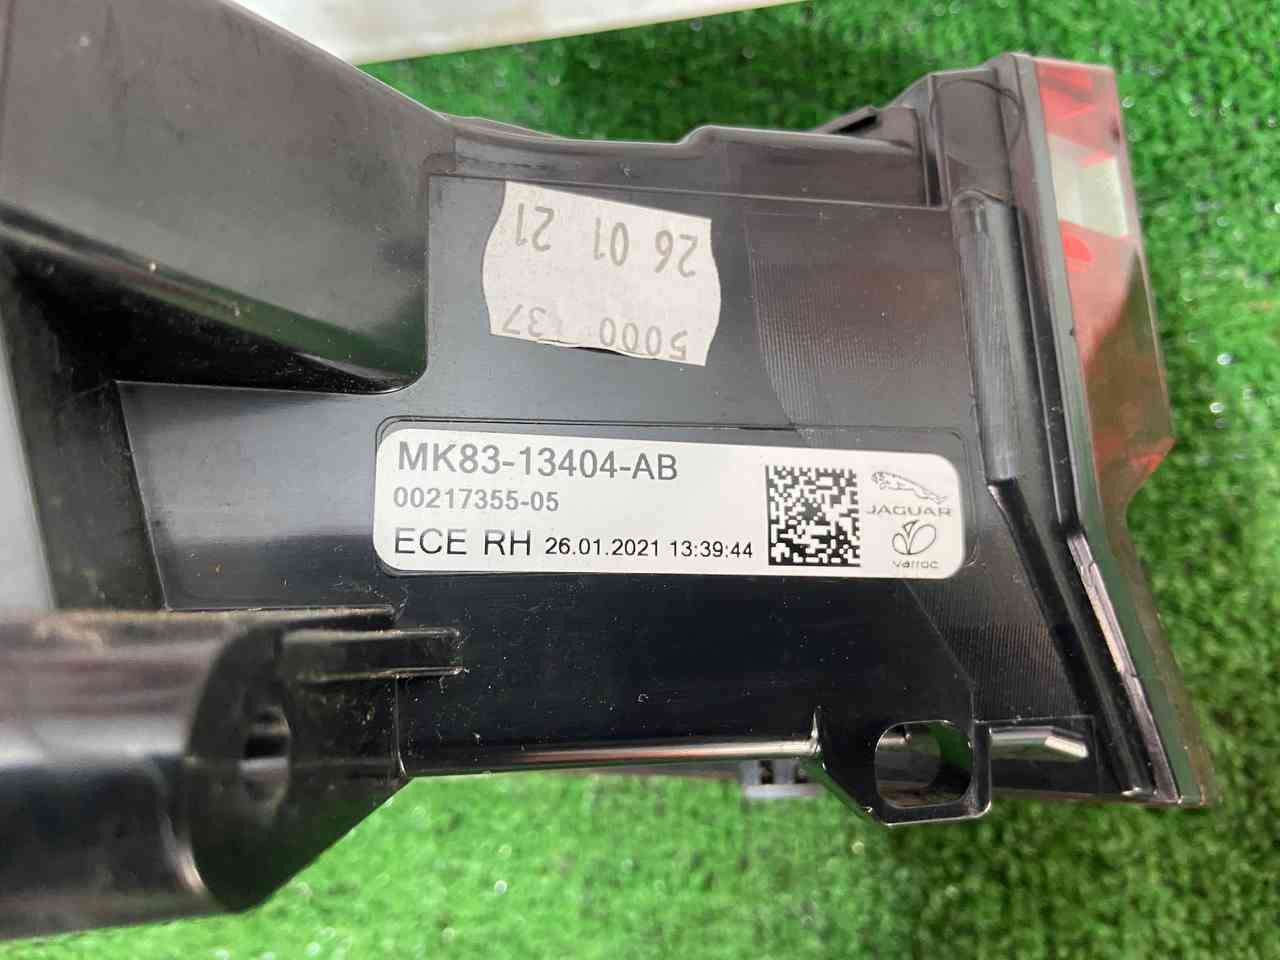 26 01 21
5000 37
MK83-13404-AB
00217355-05
ECE RH 26.01.2021 13:39:44
JAGUAR
varroc